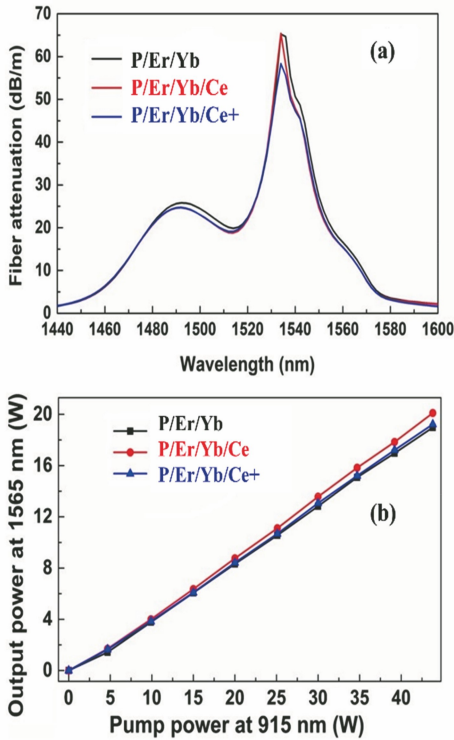 70
60
50
40
30
20
10
0
P/Er/Yb
P/Er/Yb/Ce
P/Er/Yb/Ce+
(a)
Fiber attenuation (dB/m)
1440 1460 1480 1500 1520 1540 1560 1580 1600
Wavelength (nm)
20
16
12
8
4
0
P/Er/Yb
P/Er/Yb/Ce
P/Er/Yb/Ce+
(b)
Output power at 1565 nm (W)
0 5 10 15 20 25 30 35 40
Pump power at 915 nm (W)